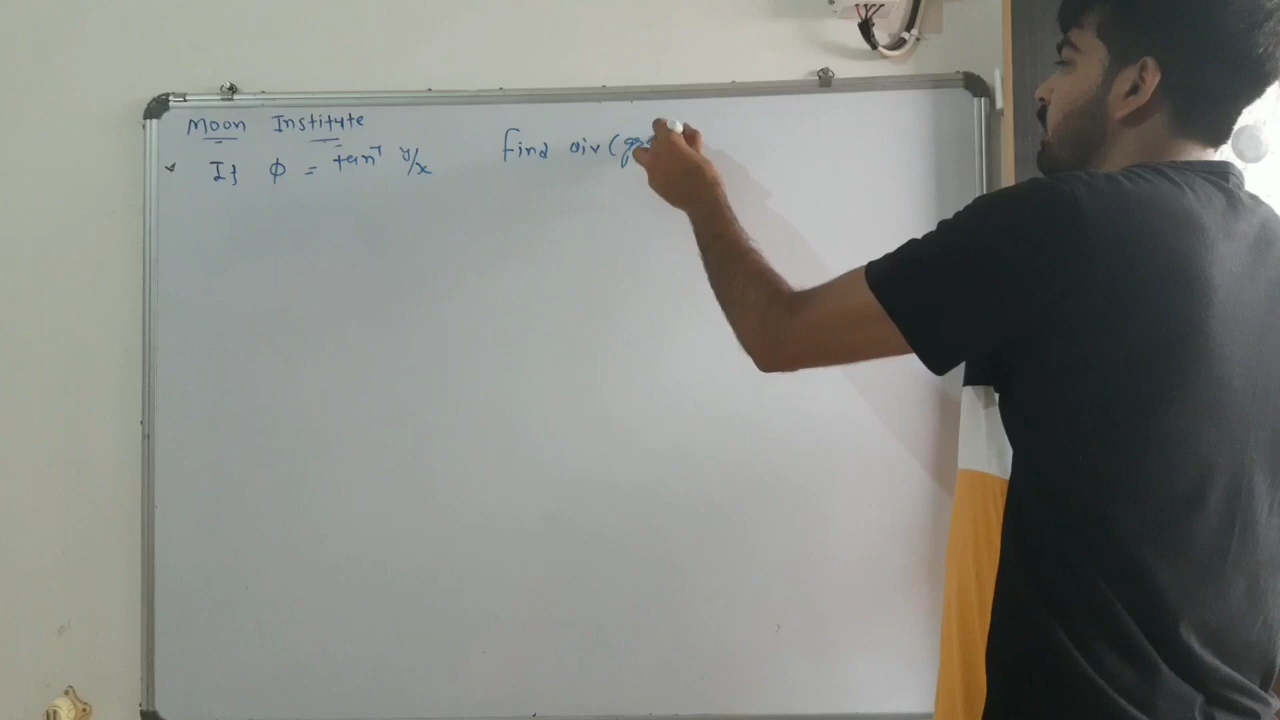 Moon Institute
If φ = tan⁻¹ y/x find div (